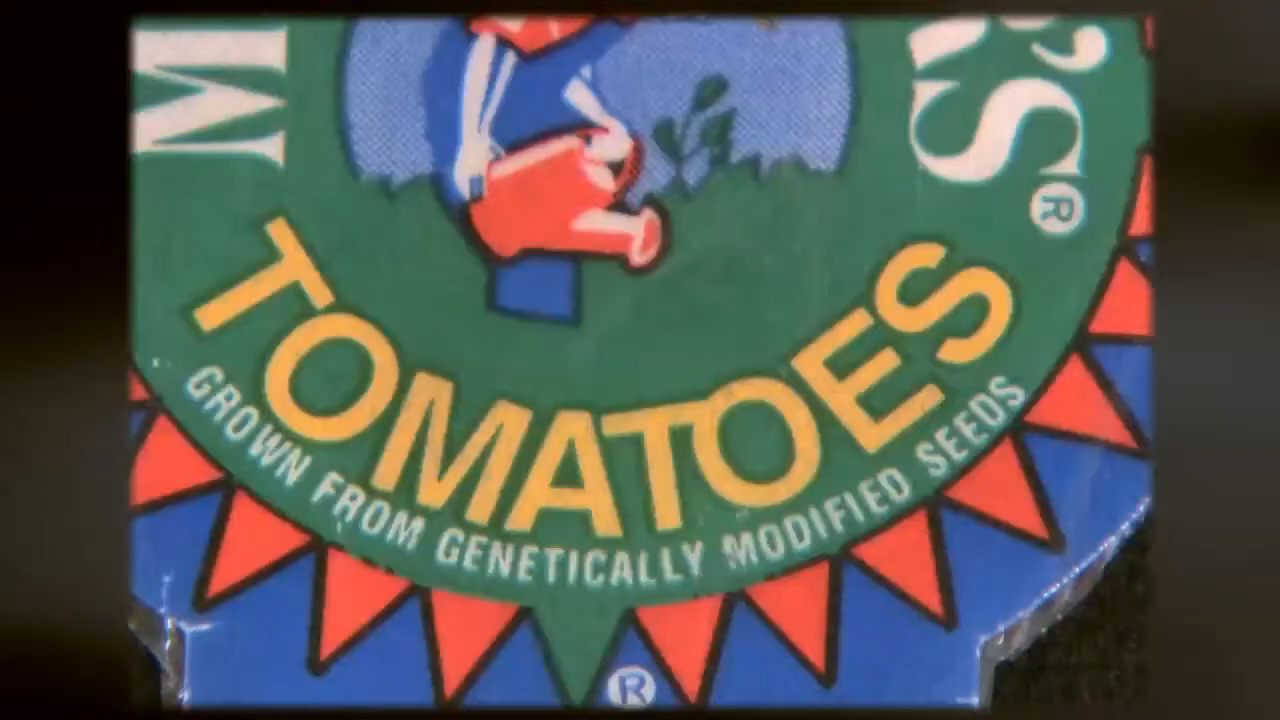 M
'S®
TOMATOES
GROWN FROM GENETICALLY MODIFIED SEEDS
®